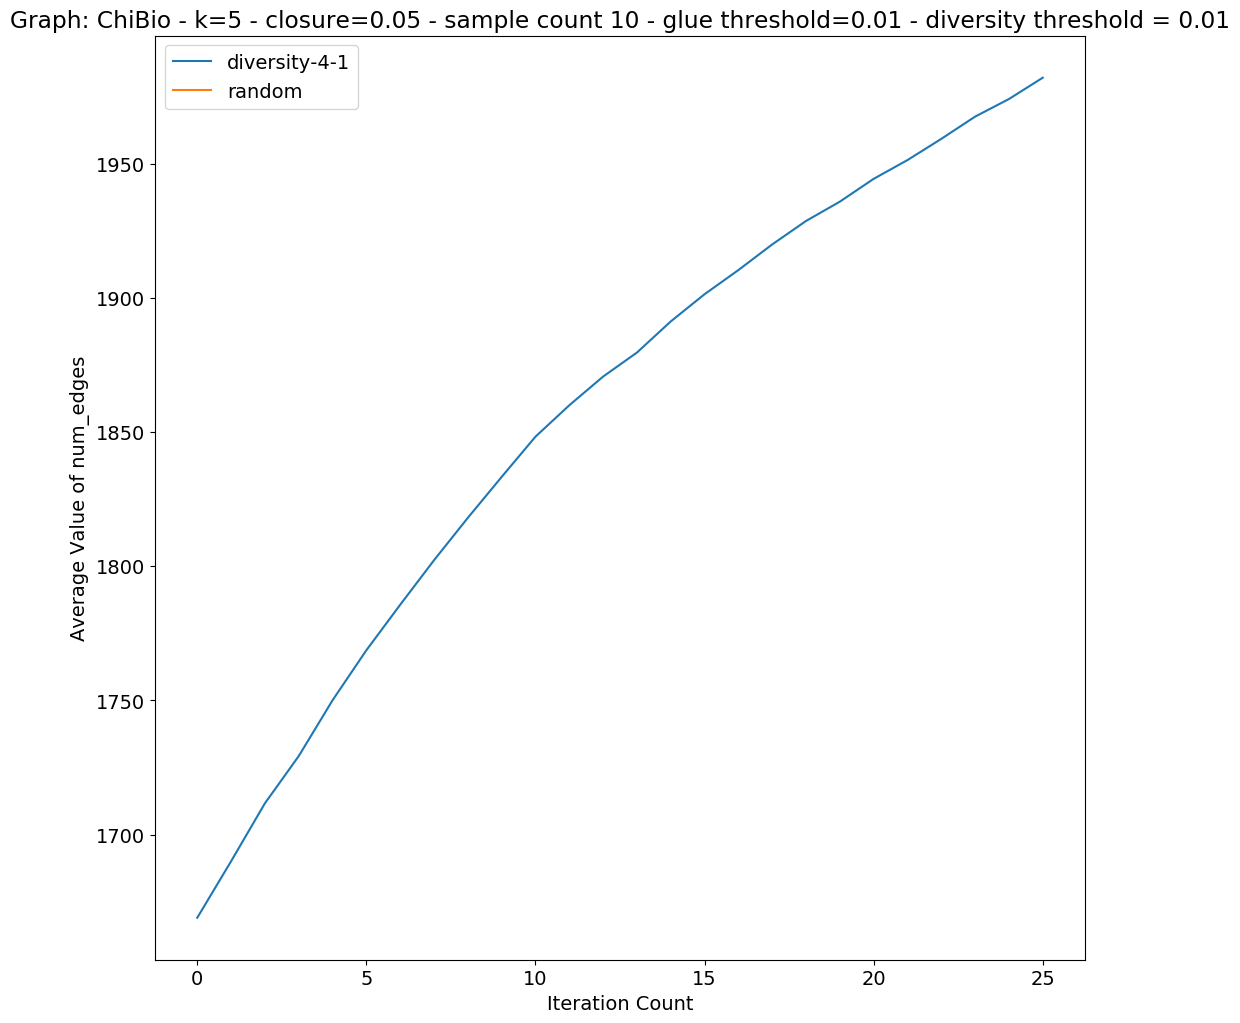 Graph: ChiBio - k=5 - closure=0.05 - sample count 10 - glue threshold=0.01 - diversity threshold = 0.01
diversity-4-1
random
1950
1900
1850
1800
1750
1700
Average Value of num_edges
0 5 10 15 20 25
Iteration Count